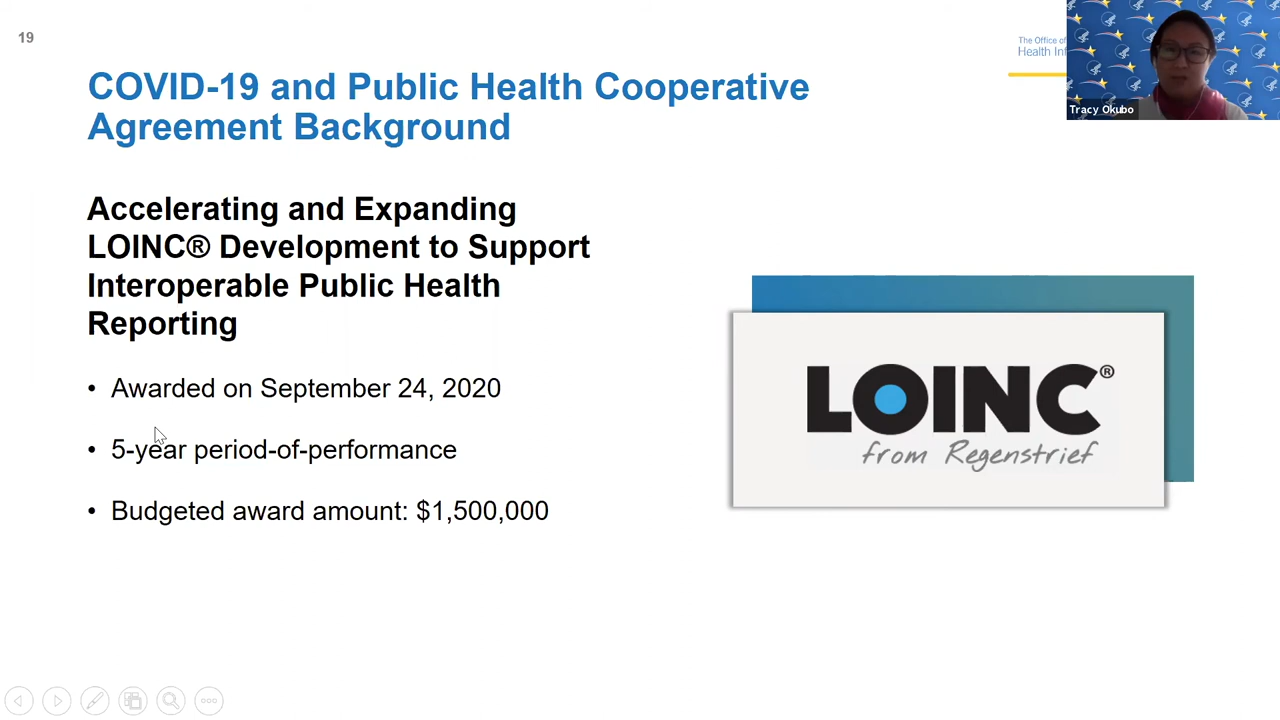 19
The Office of
Health Inf
Tracy Okubo
COVID-19 and Public Health Cooperative
Agreement Background
Accelerating and Expanding
LOINC® Development to Support
Interoperable Public Health
Reporting
• Awarded on September 24, 2020
• 5-year period-of-performance
• Budgeted award amount: $1,500,000
LOINC®
from Regenstrief